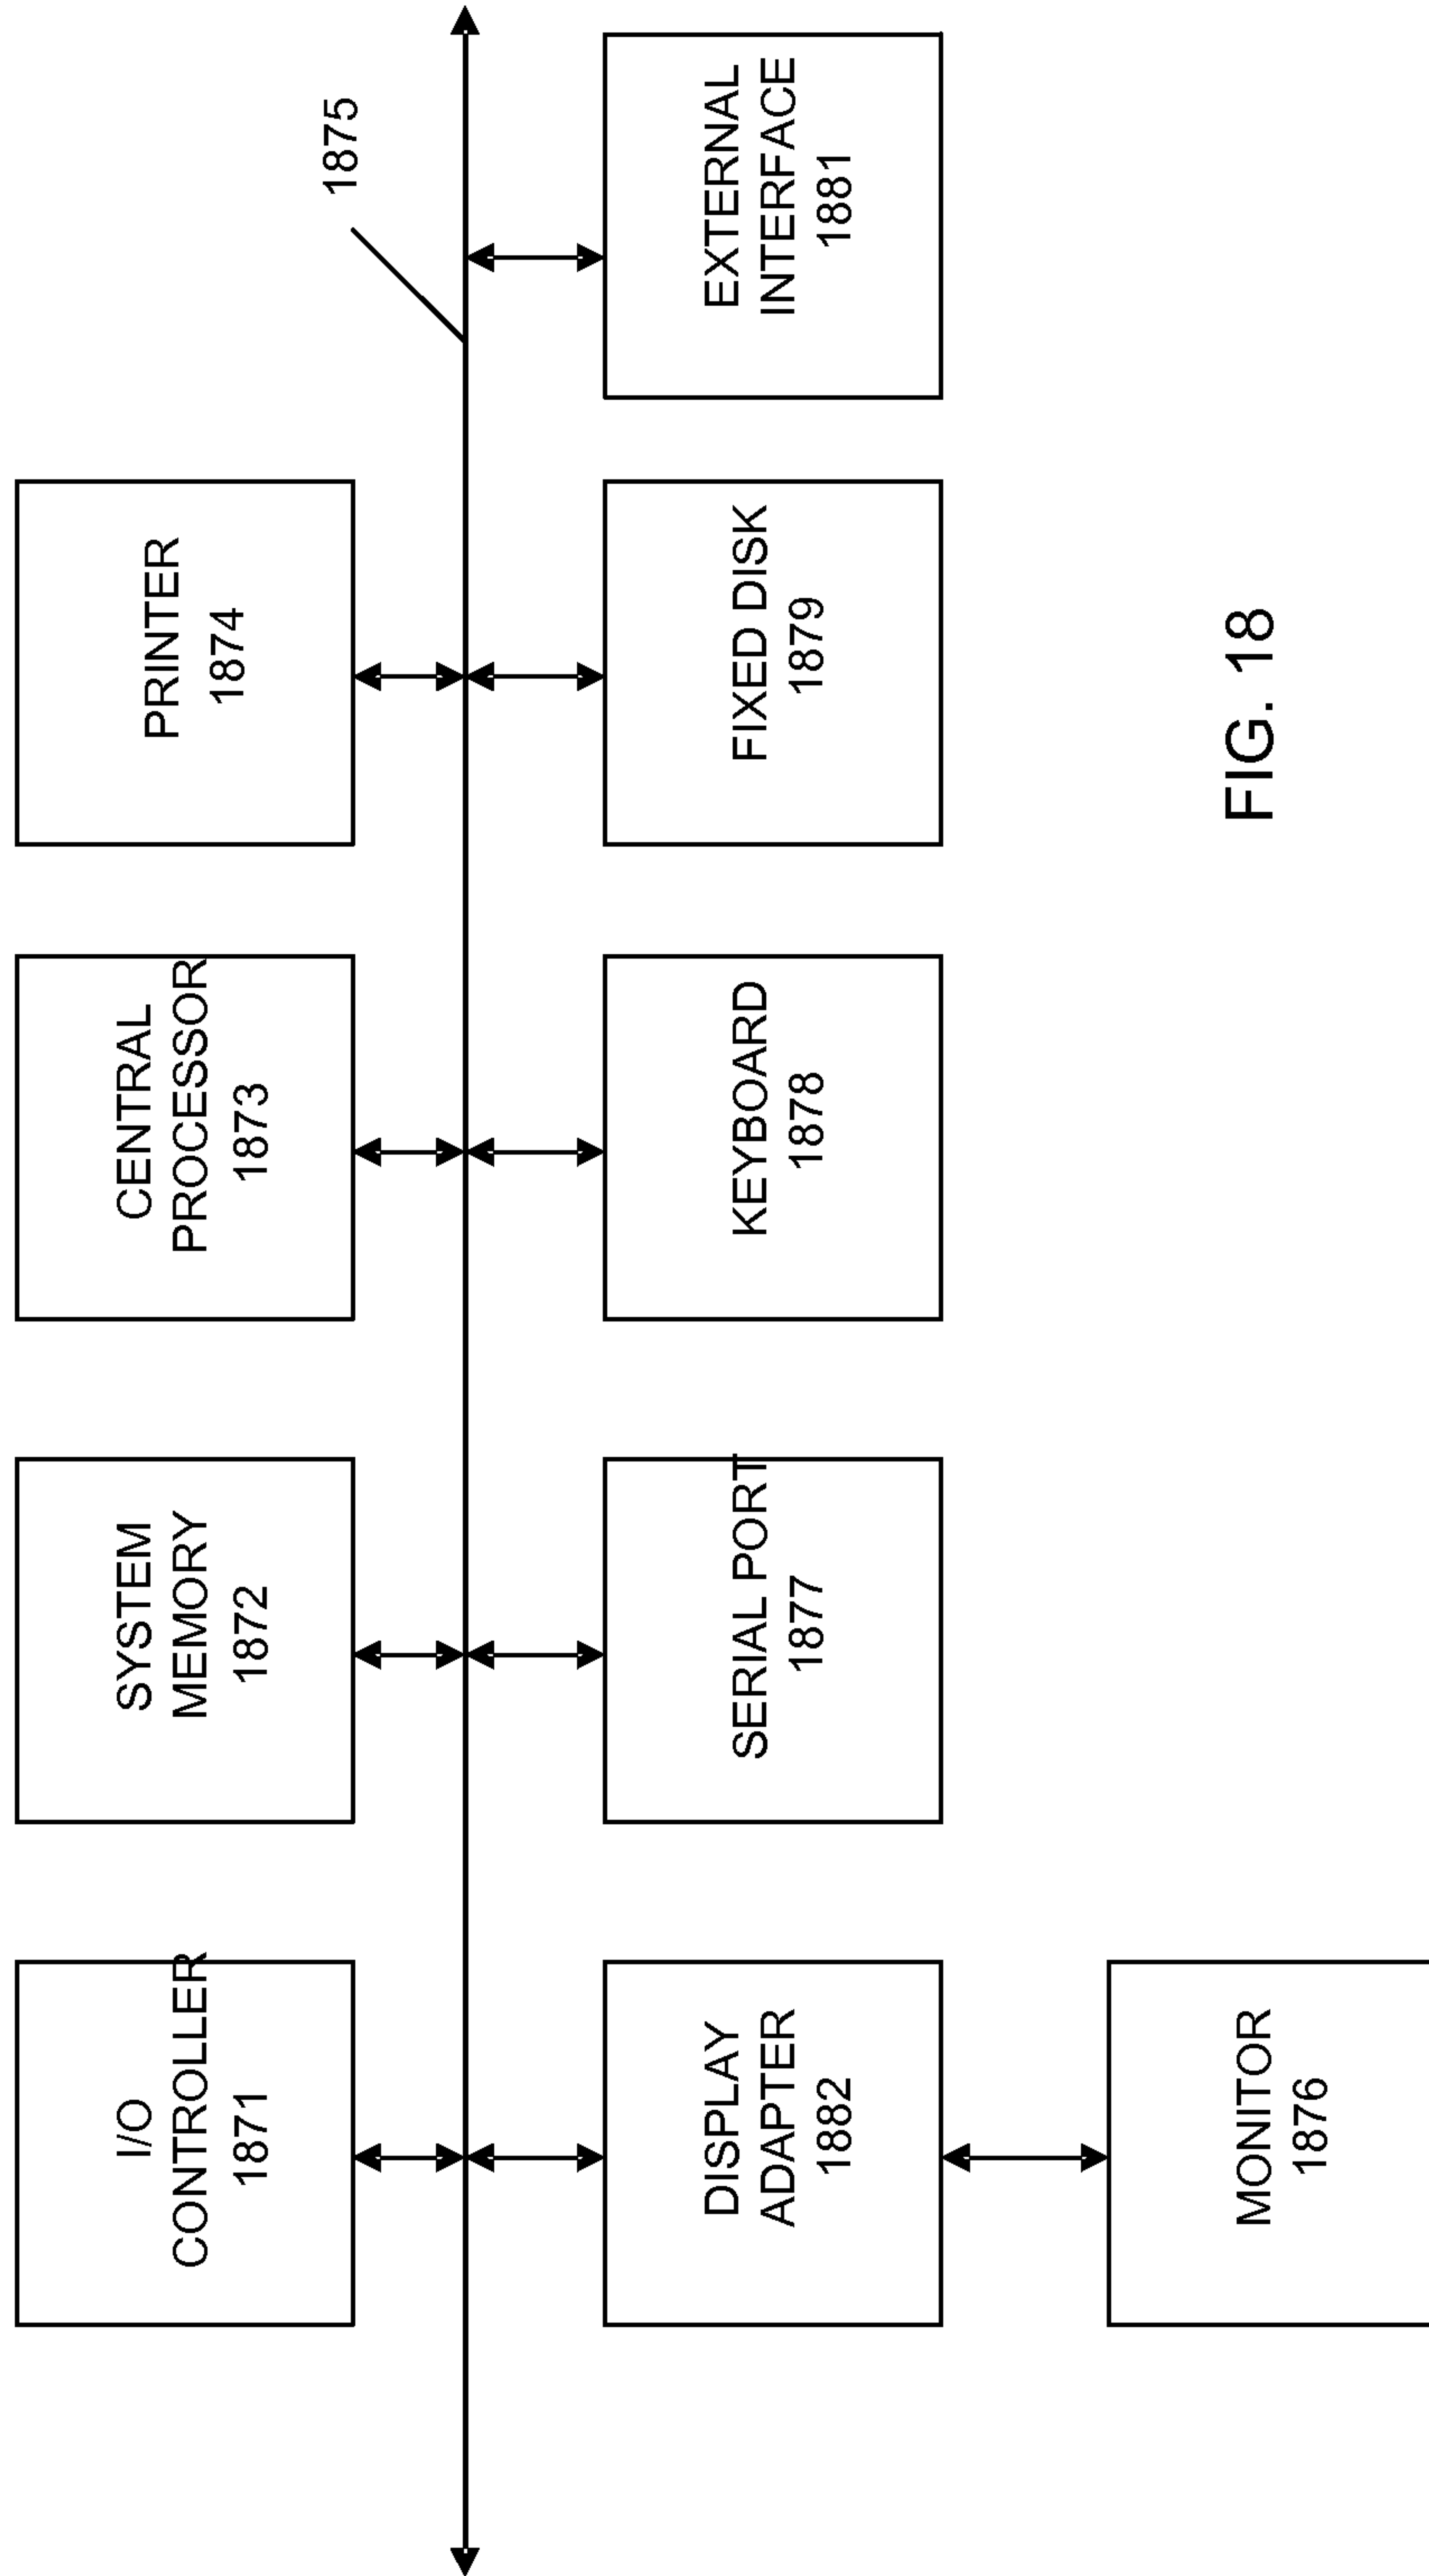 I/O
CONTROLLER
1871
SYSTEM
MEMORY
1872
CENTRAL
PROCESSOR
1873
PRINTER
1874
1875
DISPLAY
ADAPTER
1882
SERIAL PORT
1877
KEYBOARD
1878
FIXED DISK
1879
EXTERNAL
INTERFACE
1881
MONITOR
1876
FIG. 18